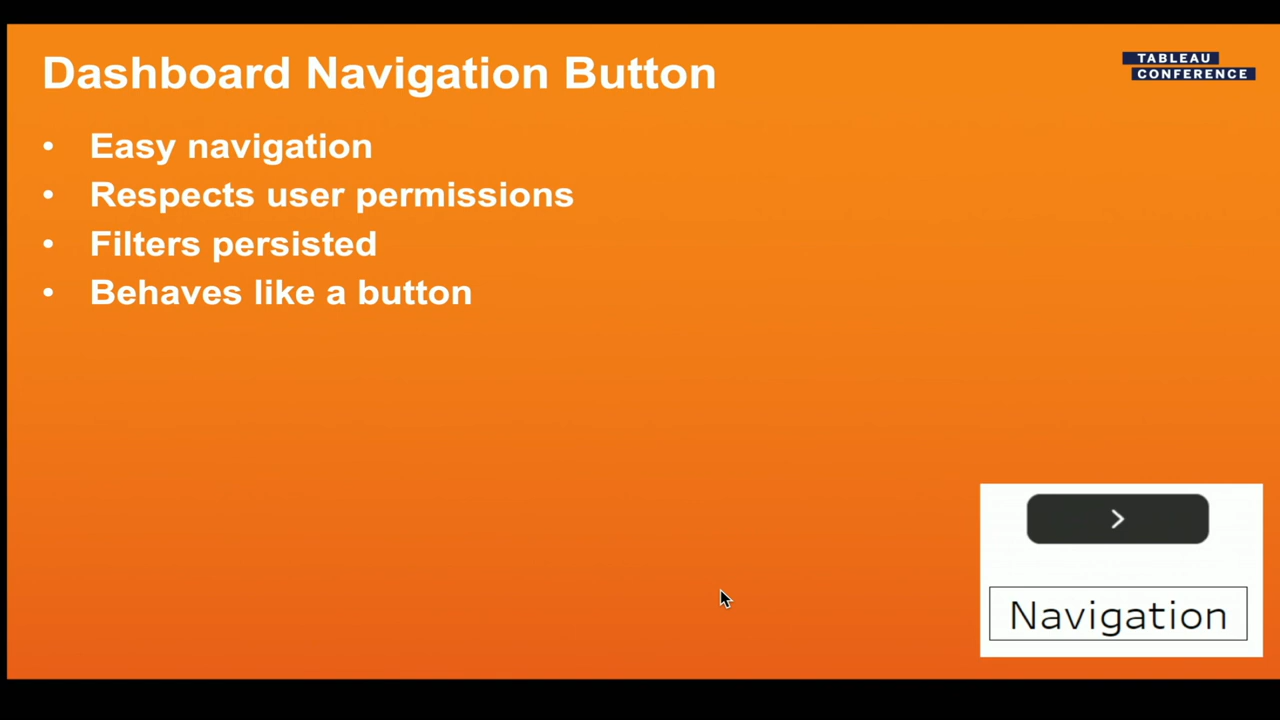 Dashboard Navigation Button
TABLEAU
CONFERENCE
• Easy navigation
• Respects user permissions
• Filters persisted
• Behaves like a button
>
Navigation